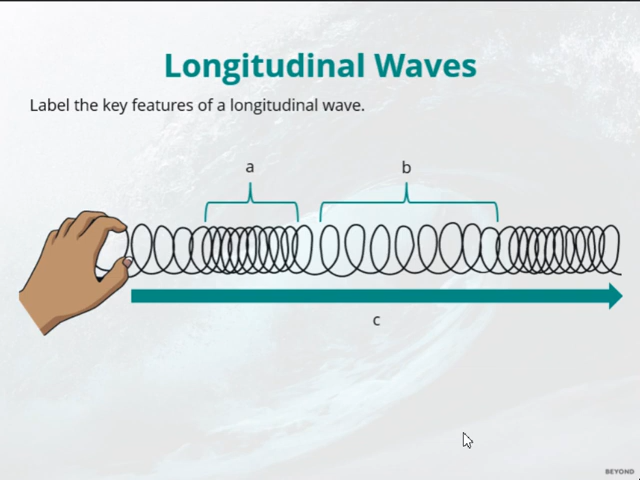 Longitudinal Waves
Label the key features of a longitudinal wave.
a
b
c
BEYOND